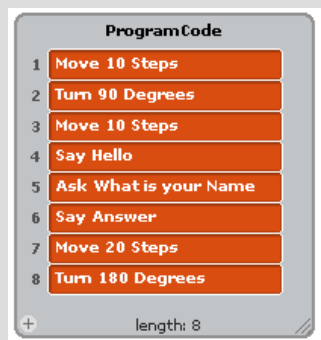 ProgramCode
1 Move 10 Steps
2 Turn 90 Degrees
3 Move 10 Steps
4 Say Hello
5 Ask What is your Name
6 Say Answer
7 Move 20 Steps
8 Turn 180 Degrees
+ length: 8